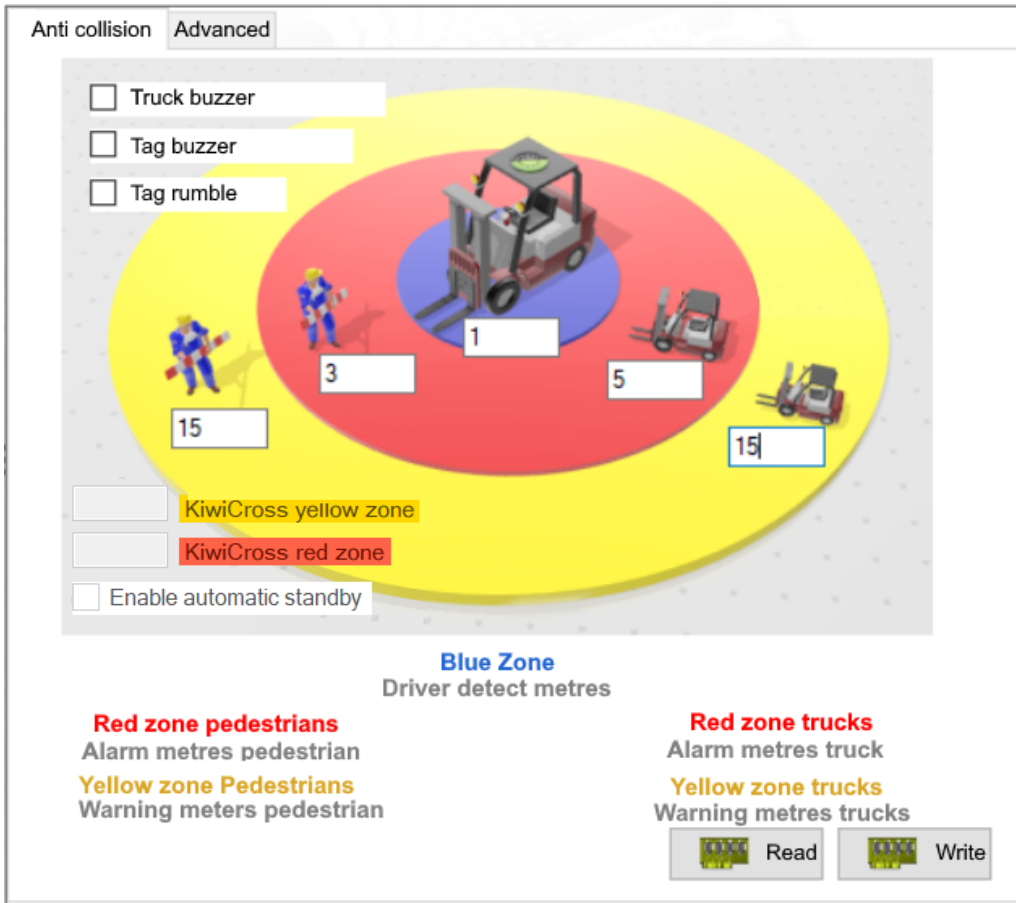 Anti collision
Advanced
Truck buzzer
Tag buzzer
Tag rumble
1
3
5
15
15
KiwiCross yellow zone
KiwiCross red zone
Enable automatic standby
Blue Zone
Driver detect metres
Red zone pedestrians
Alarm metres pedestrian
Yellow zone Pedestrians
Warning meters pedestrian
Red zone trucks
Alarm metres truck
Yellow zone trucks
Warning metres trucks
Read
Write